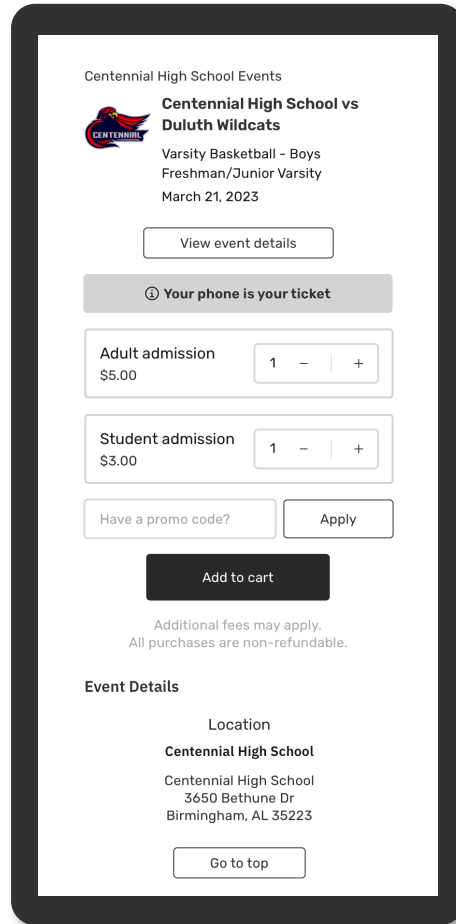 Centennial High School Events
CENTENNIAL
Centennial High School vs
Duluth Wildcats
Varsity Basketball - Boys
Freshman/Junior Varsity
March 21, 2023
View event details
Your phone is your ticket
Adult admission
$5.00
1 − +
Student admission
$3.00
1 − +
Have a promo code?
Apply
Add to cart
Additional fees may apply.
All purchases are non-refundable.
Event Details
Location
Centennial High School
Centennial High School
3650 Bethune Dr
Birmingham, AL 35223
Go to top